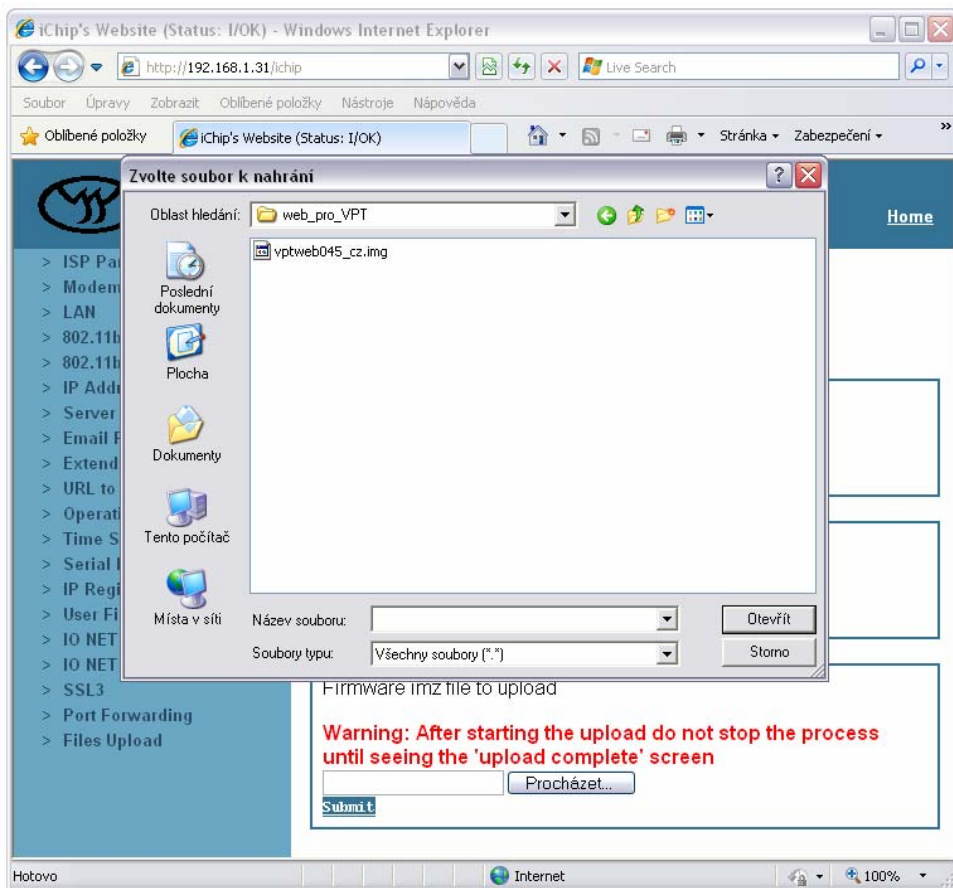 iChip's Website (Status: I/OK) - Windows Internet Explorer
http://192.168.1.31/ichip
Live Search
Soubor Úpravy Zobrazit Oblíbené položky Nástroje Nápověda
Oblíbené položky
iChip's Website (Status: I/OK)
Stránka
Zabezpečení
»
Zvolte soubor k nahrání
Oblast hledání:
web_pro_VPT
Home
vptweb045_cz.img
Poslední
dokumenty
Plocha
Dokumenty
Tento počítač
Místa v síti
Název souboru:
Otevřít
Soubory typu:
Všechny soubory (*.*)
Storno
> ISP Pa
> Modem
> LAN
> 802.11b
> 802.11b
> IP Add
> Server
> Email
> Extend
> URL to
> Operati
> Time S
> Serial
> IP Regi
> User Fi
> IO NET
> IO NET
> SSL3
> Port Forwarding
> Files Upload
Firmware imz file to upload
Warning: After starting the upload do not stop the process
until seeing the 'upload complete' screen
Procházet...
Submit
Hotovo
Internet
100%